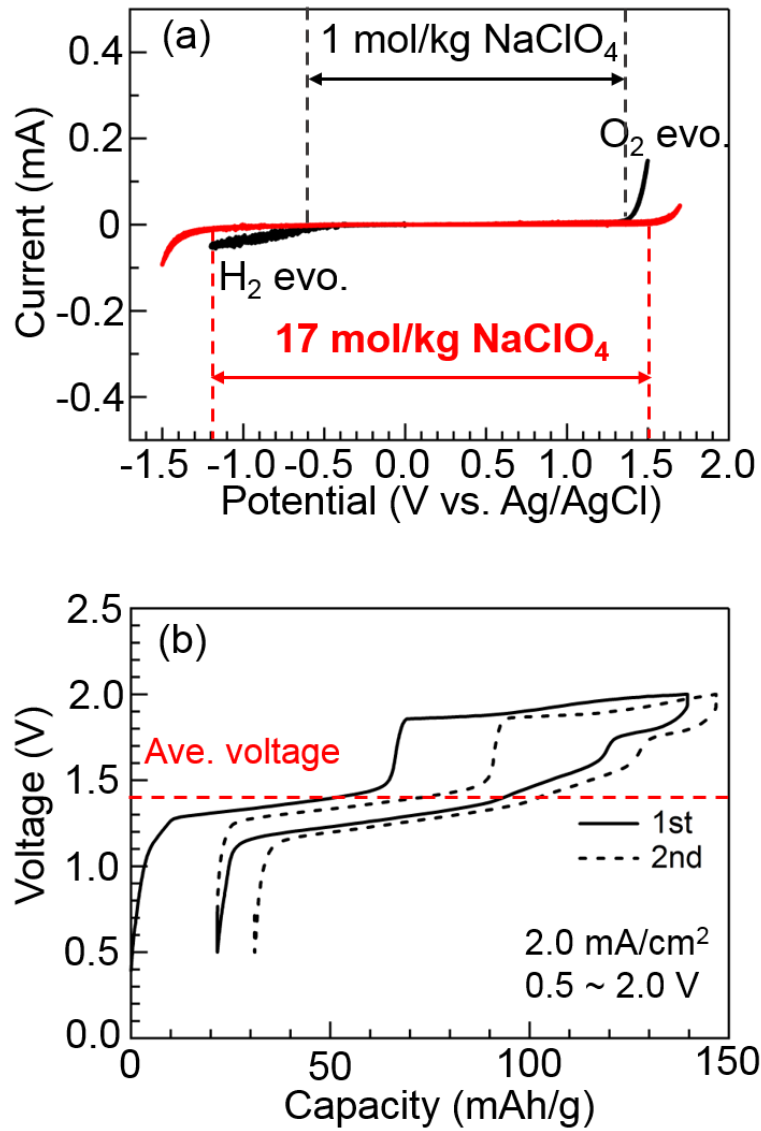 (a)
1 mol/kg NaClO₄
O₂ evo.
H₂ evo.
17 mol/kg NaClO₄
Current (mA)
0.4
0.2
0
-0.2
-0.4
-1.5 -1.0 -0.5 0.0 0.5 1.0 1.5 2.0
Potential (V vs. Ag/AgCl)
(b)
Ave. voltage
1st
2nd
2.0 mA/cm²
0.5 ~ 2.0 V
Voltage (V)
2.5
2.0
1.5
1.0
0.5
0.0
0 50 100 150
Capacity (mAh/g)